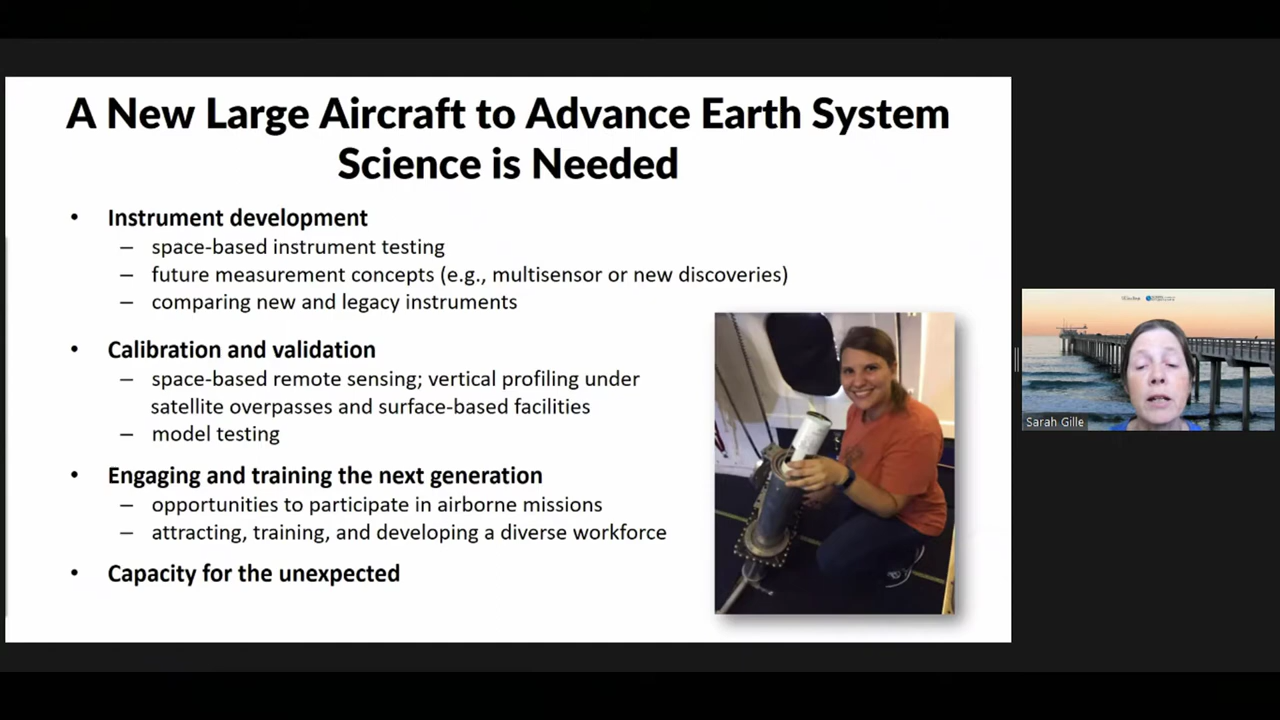 A New Large Aircraft to Advance Earth System
Science is Needed
• Instrument development
– space-based instrument testing
– future measurement concepts (e.g., multisensor or new discoveries)
– comparing new and legacy instruments
• Calibration and validation
– space-based remote sensing; vertical profiling under
satellite overpasses and surface-based facilities
– model testing
• Engaging and training the next generation
– opportunities to participate in airborne missions
– attracting, training, and developing a diverse workforce
• Capacity for the unexpected
Sarah Gille